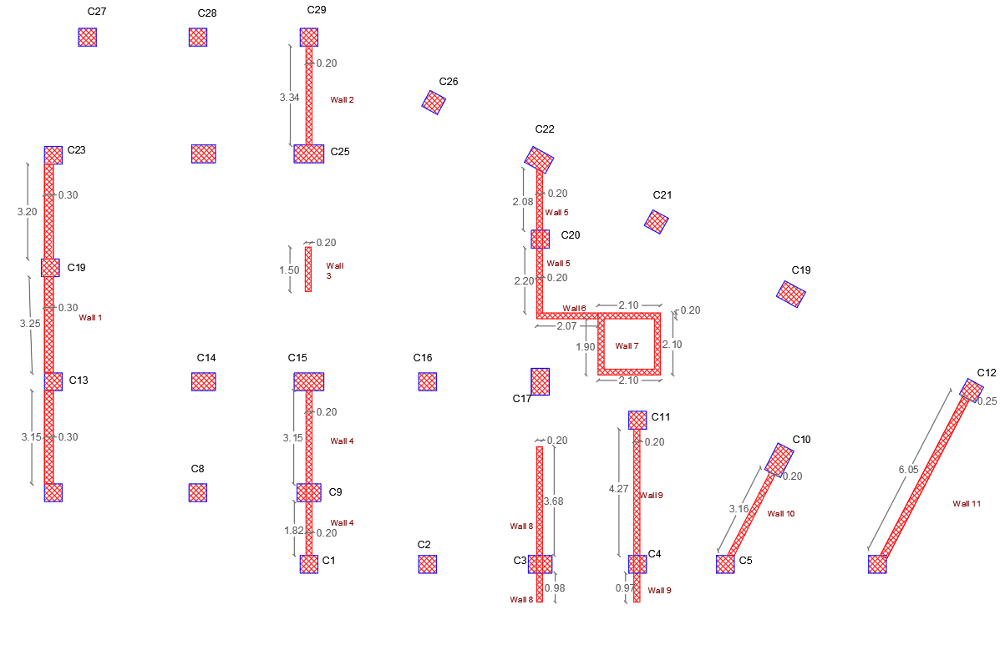 C27
C28
C29
0.20
3.34
Wall 2
C26
C22
C23
C25
3.20
0.30
2.08
0.20
Wall 5
C21
C20
C19
0.20
1.50
Wall
3
2.20
Wall 5
0.20
C19
3.25
0.30
Wall 1
Wall6
2.10
0.20
2.07
1.90
Wall 7
2.10
2.10
C14
C15
C16
C17
C13
C12
0.25
3.15
0.30
3.15
0.20
Wall 4
C11
0.20
0.20
C10
0.20
6.05
C8
C9
3.68
4.27
Wall9
3.16
Wall 10
Wall 11
1.82
Wall 4
0.20
Wall 8
C1
C2
C3
C4
C5
0.98
0.97
Wall 9
Wall 8